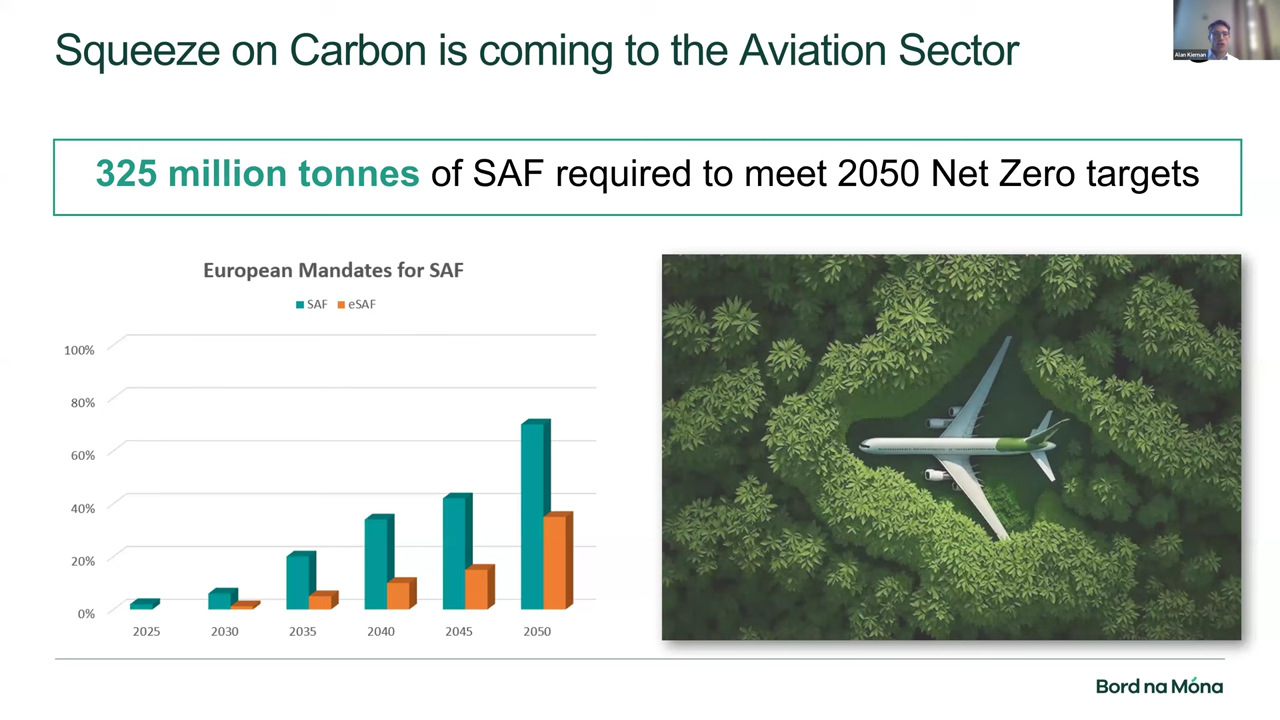 Squeeze on Carbon is coming to the Aviation Sector
Alan Kiernan
325 million tonnes of SAF required to meet 2050 Net Zero targets
European Mandates for SAF
SAF eSAF
100%
80%
60%
40%
20%
0%
2025 2030 2035 2040 2045 2050
Bord na Móna